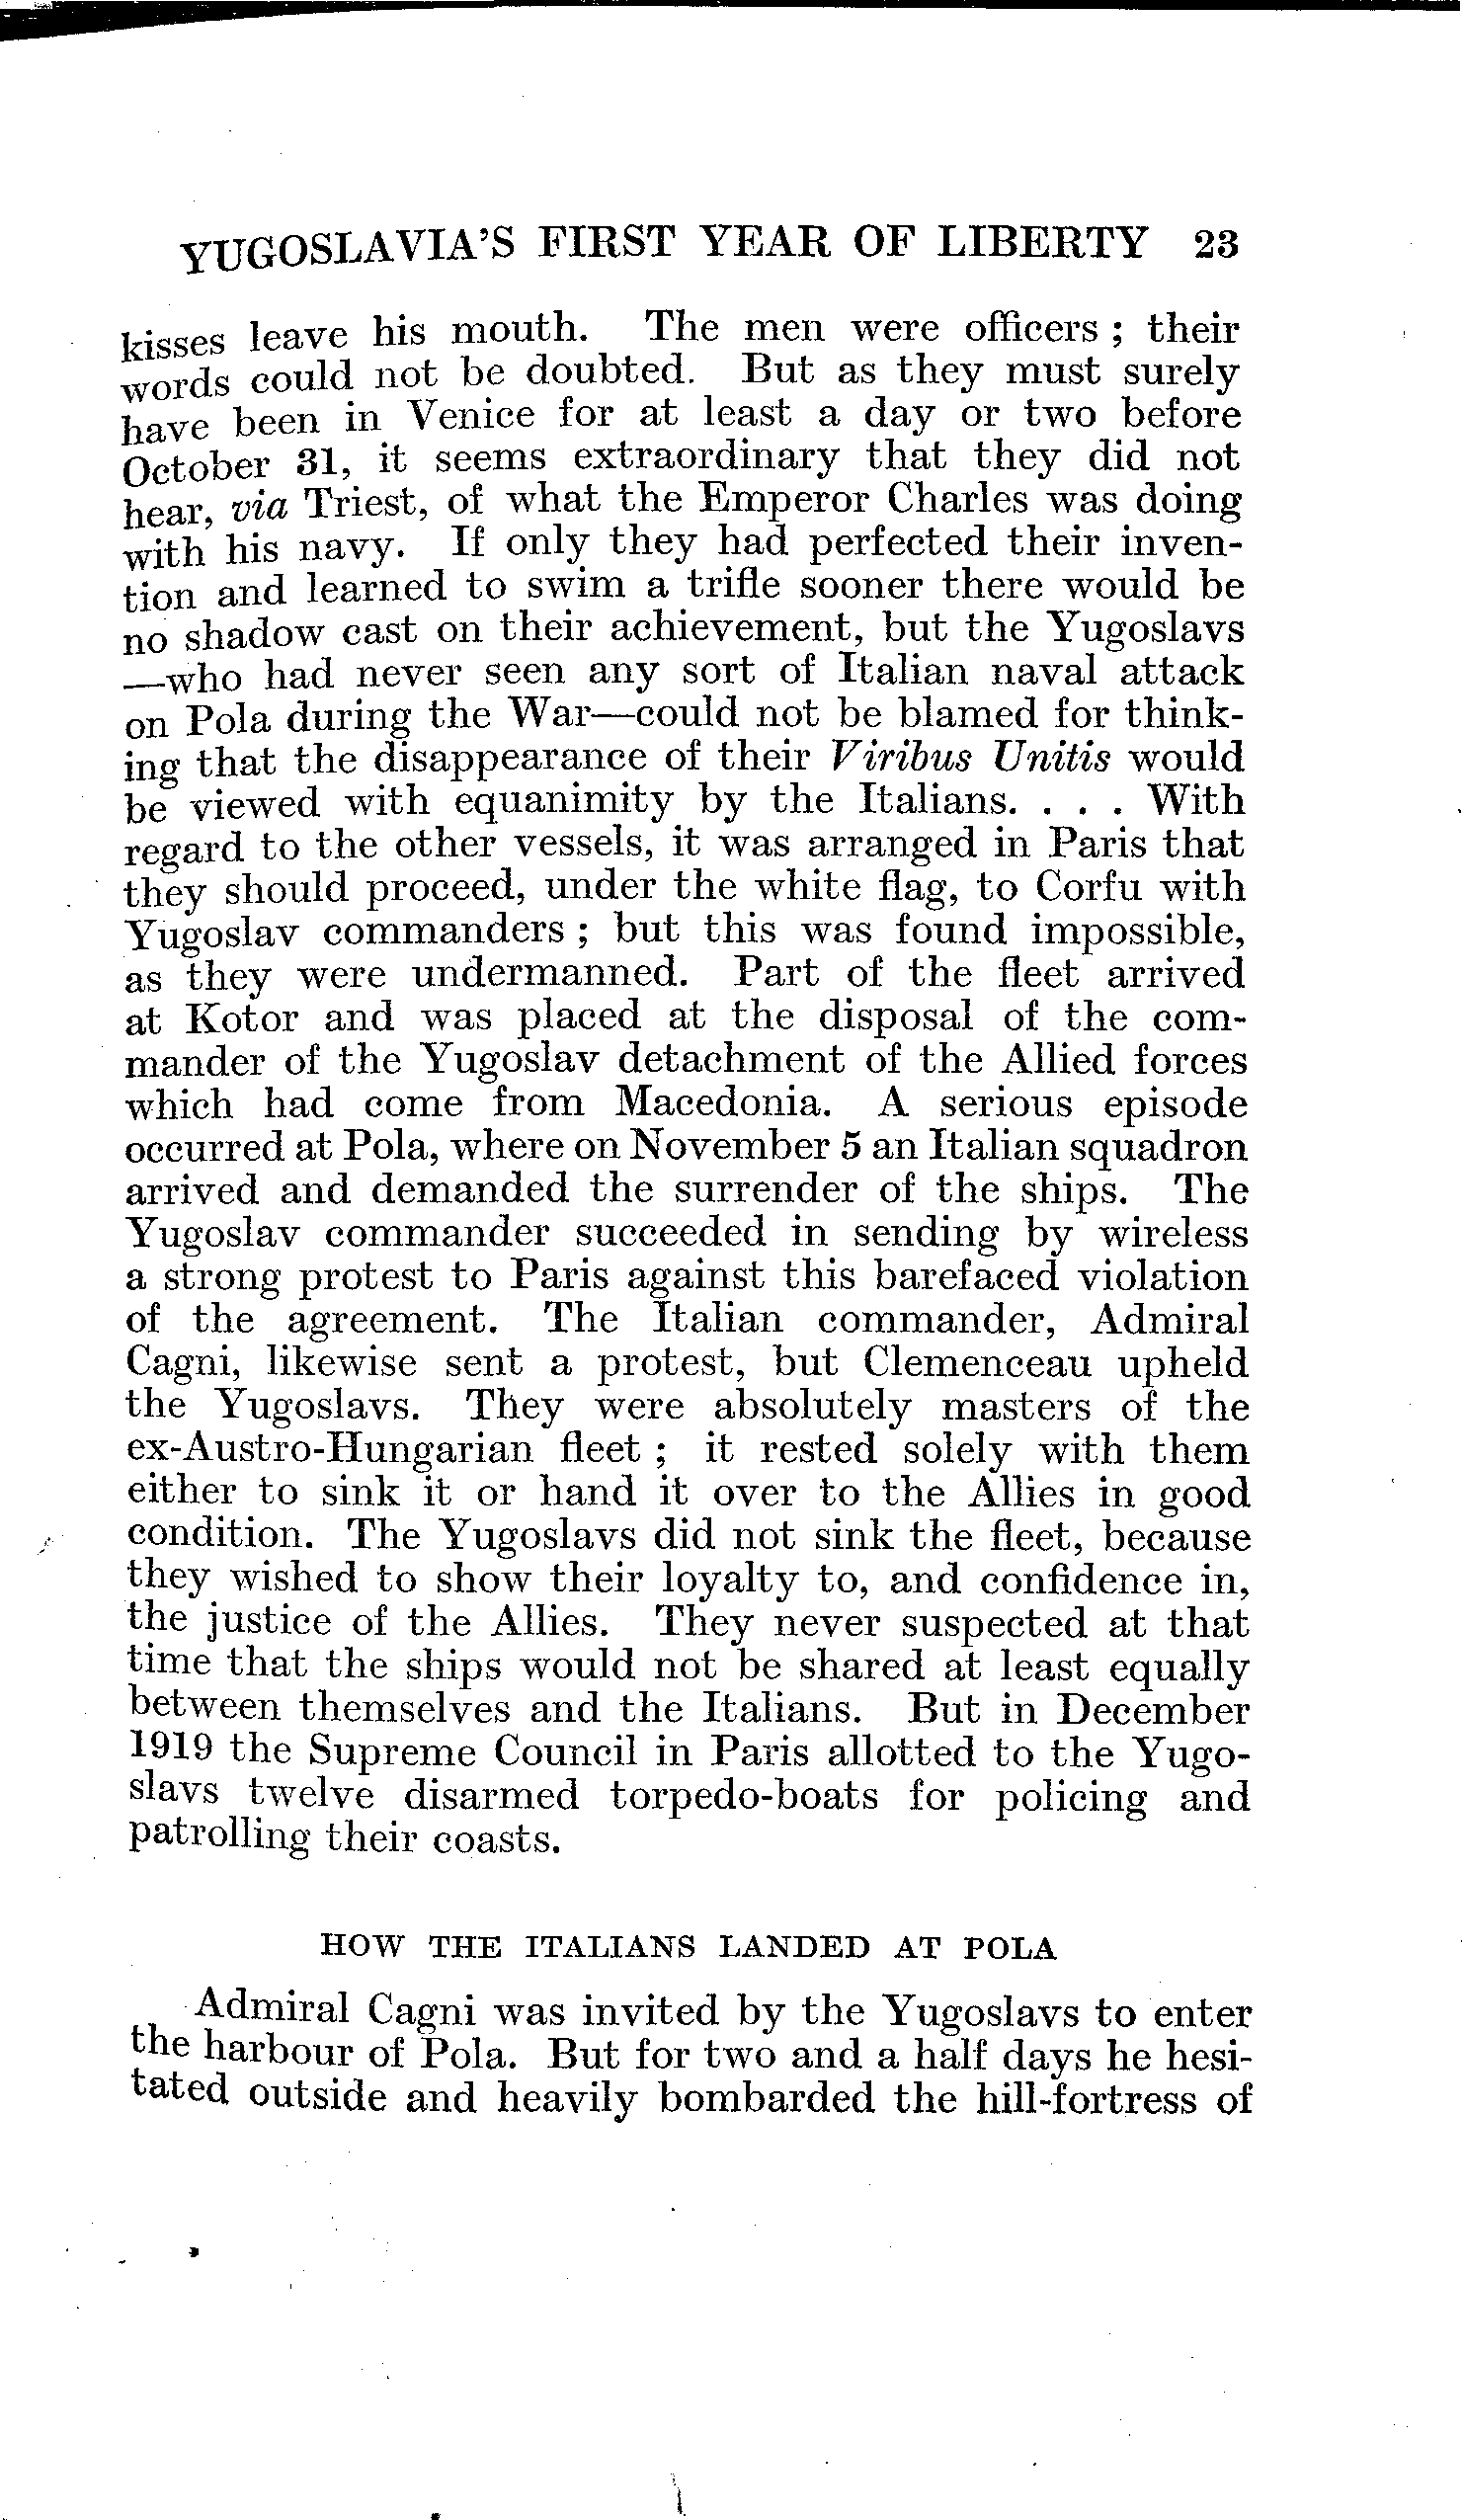 YUGOSLAVIA'S FIRST YEAR OF LIBERTY 23
kisses leave his mouth. The men were officers ; their
words could not be doubted. But as they must surely
have been in Venice for at least a day or two before
October 31, it seems extraordinary that they did not
hear, via Triest, of what the Emperor Charles was doing
with his navy. If only they had perfected their inven-
tion and learned to swim a trifle sooner there would be
no shadow cast on their achievement, but the Yugoslavs
—who had never seen any sort of Italian naval attack
on Pola during the War—could not be blamed for think-
ing that the disappearance of their Viribus Unitis would
be viewed with equanimity by the Italians. . . . With
regard to the other vessels, it was arranged in Paris that
they should proceed, under the white flag, to Corfu with
Yugoslav commanders ; but this was found impossible,
as they were undermanned. Part of the fleet arrived
at Kotor and was placed at the disposal of the com-
mander of the Yugoslav detachment of the Allied forces
which had come from Macedonia. A serious episode
occurred at Pola, where on November 5 an Italian squadron
arrived and demanded the surrender of the ships. The
Yugoslav commander succeeded in sending by wireless
a strong protest to Paris against this barefaced violation
of the agreement. The Italian commander, Admiral
Cagni, likewise sent a protest, but Clemenceau upheld
the Yugoslavs. They were absolutely masters of the
ex-Austro-Hungarian fleet ; it rested solely with them
either to sink it or hand it over to the Allies in good
condition. The Yugoslavs did not sink the fleet, because
they wished to show their loyalty to, and confidence in,
the justice of the Allies. They never suspected at that
time that the ships would not be shared at least equally
between themselves and the Italians. But in December
1919 the Supreme Council in Paris allotted to the Yugo-
slavs twelve disarmed torpedo-boats for policing and
patrolling their coasts.
HOW THE ITALIANS LANDED AT POLA
Admiral Cagni was invited by the Yugoslavs to enter
the harbour of Pola. But for two and a half days he hesi-
tated outside and heavily bombarded the hill-fortress of